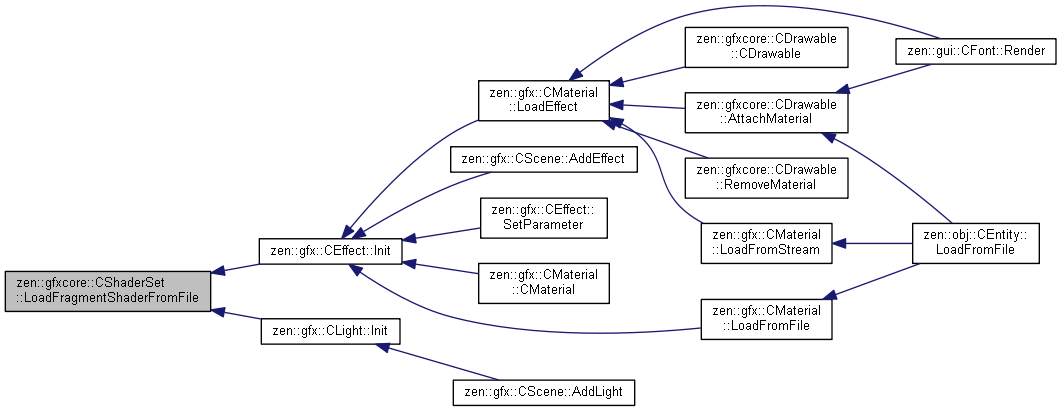 zen::gfxcore::CShaderSet
::LoadFragmentShaderFromFile
zen::gfx::CEffect::Init
zen::gfx::CLight::Init
zen::gfx::CMaterial
::LoadEffect
zen::gfx::CScene::AddEffect
zen::gfx::CEffect::
SetParameter
zen::gfx::CMaterial
::CMaterial
zen::gfx::CScene::AddLight
zen::gfxcore::CDrawable
::CDrawable
zen::gfxcore::CDrawable
::AttachMaterial
zen::gfxcore::CDrawable
::RemoveMaterial
zen::gfx::CMaterial
::LoadFromStream
zen::gfx::CMaterial
::LoadFromFile
zen::gui::CFont::Render
zen::obj::CEntity::
LoadFromFile